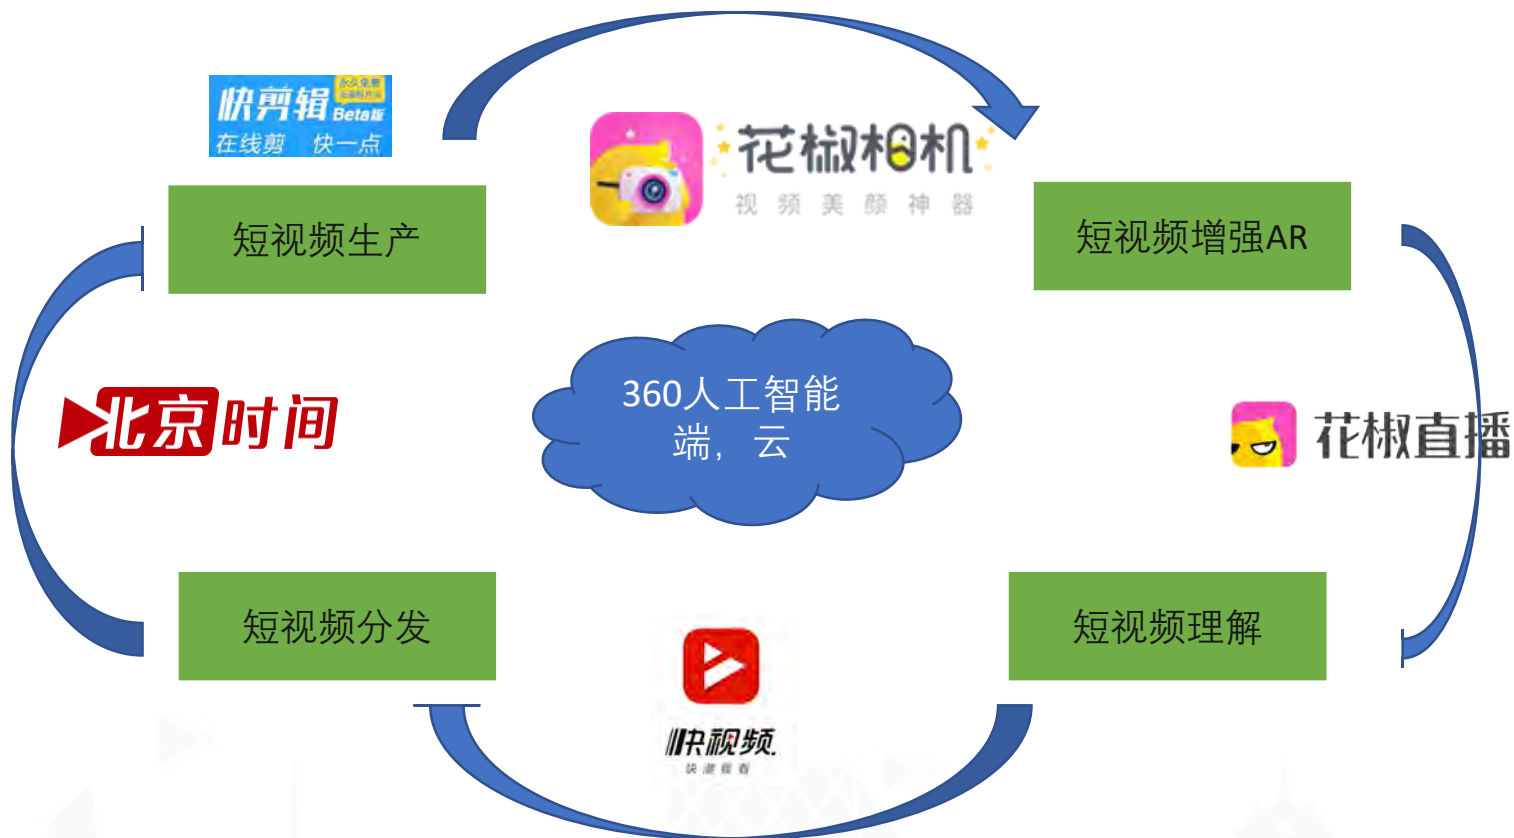 快剪辑
永久免费
Beta版
在线剪 快一点
花椒相机
视频美颜神器
短视频生产
短视频增强AR
360人工智能
端, 云
北京时间
花椒直播
短视频分发
短视频理解
快视频